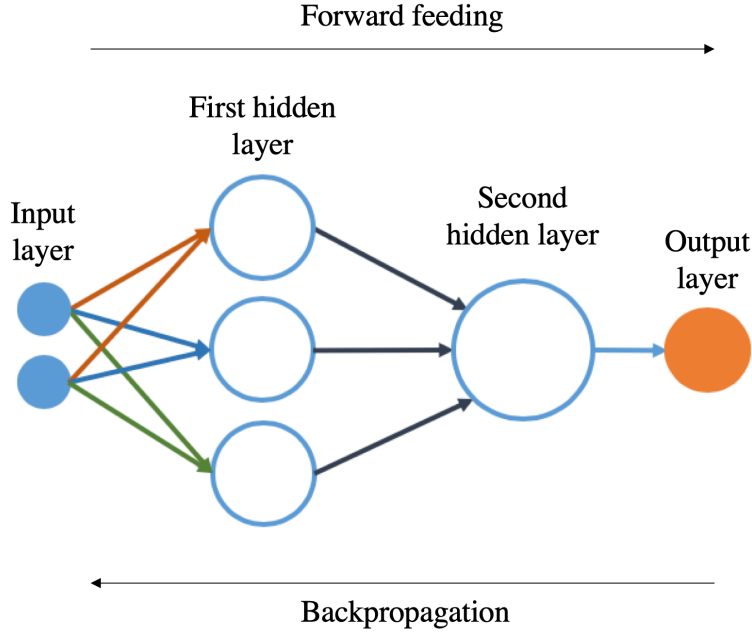 Forward feeding
First hidden
layer
Input
layer
Second
hidden layer
Output
layer
Backpropagation